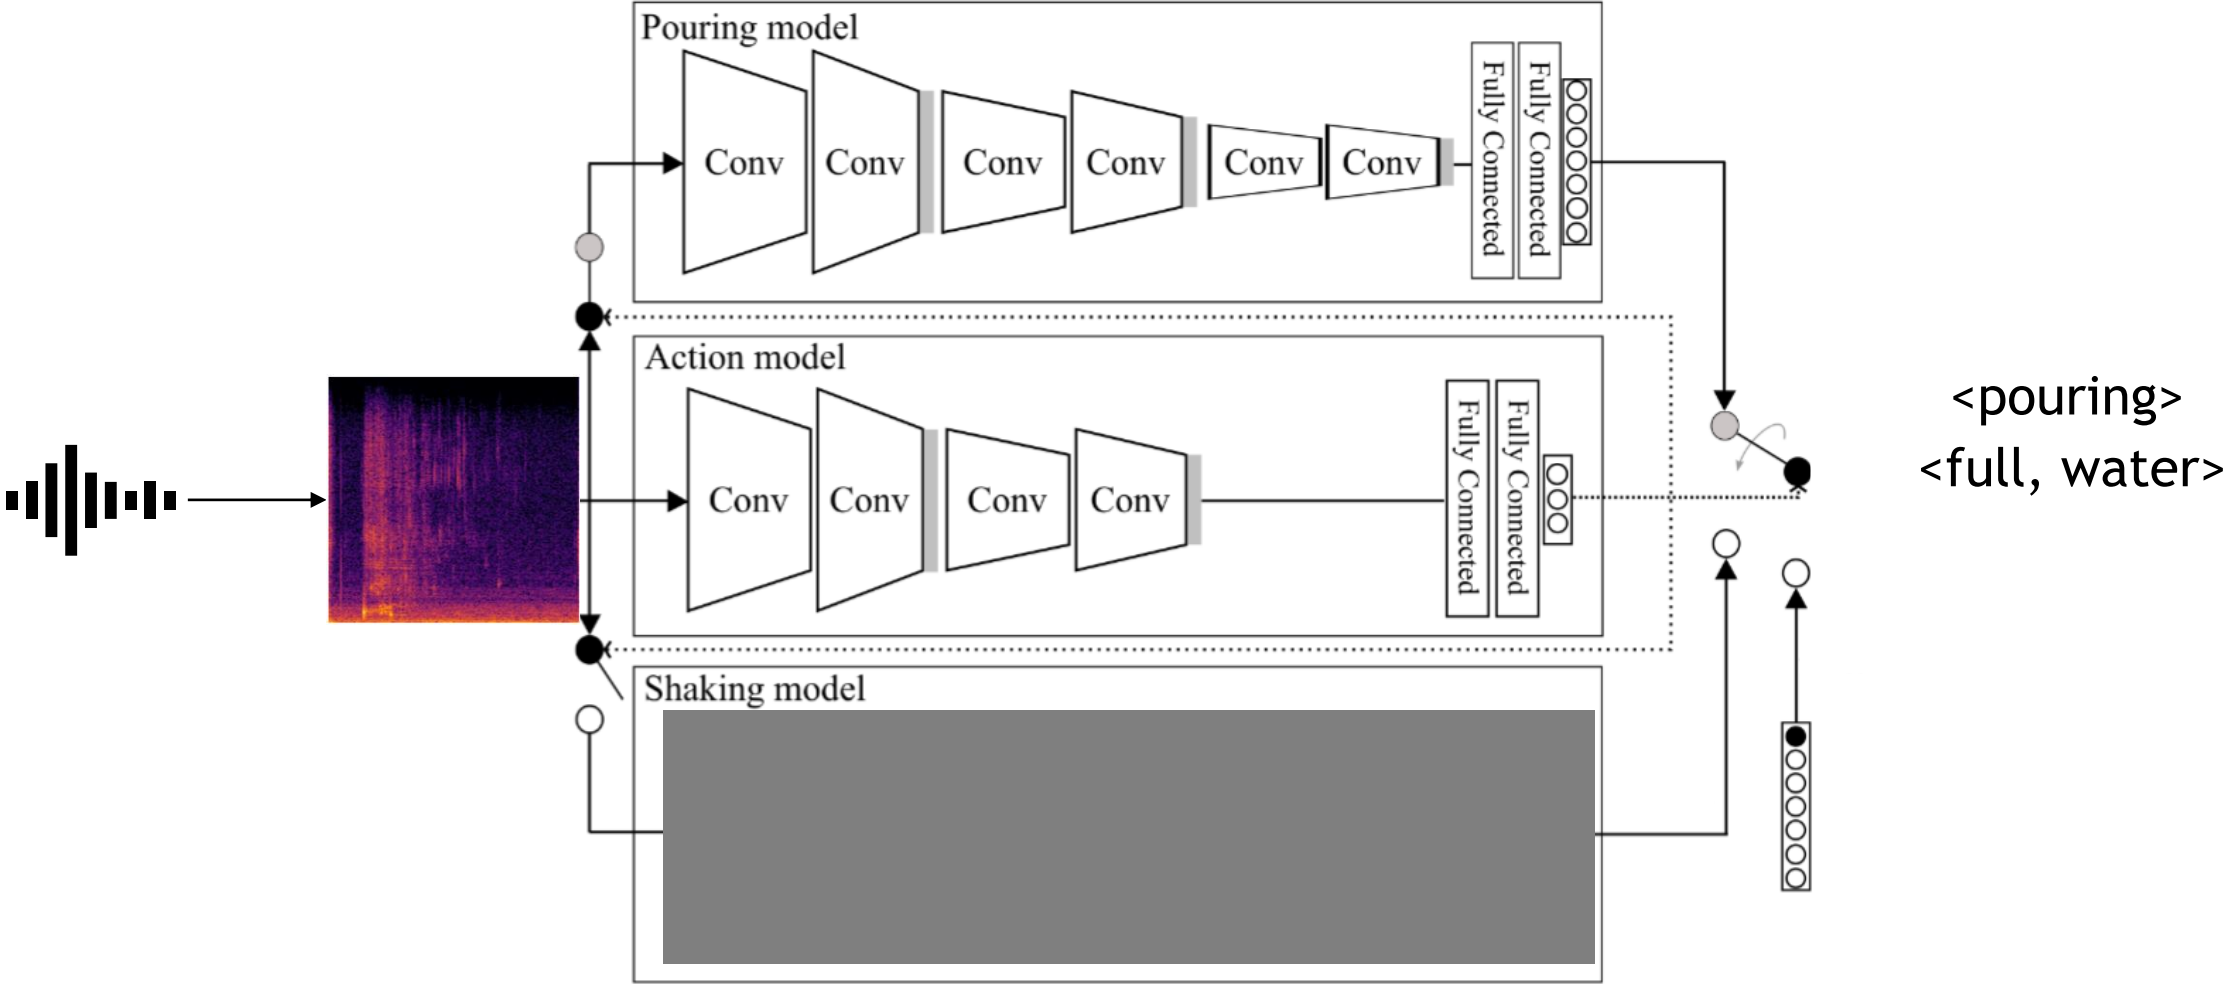 Pouring model
Conv
Conv
Conv
Conv
Conv
Conv
Fully Connected
Fully Connected
Action model
Conv
Conv
Conv
Conv
Fully Connected
Fully Connected
<pouring>
<full, water>
Shaking model